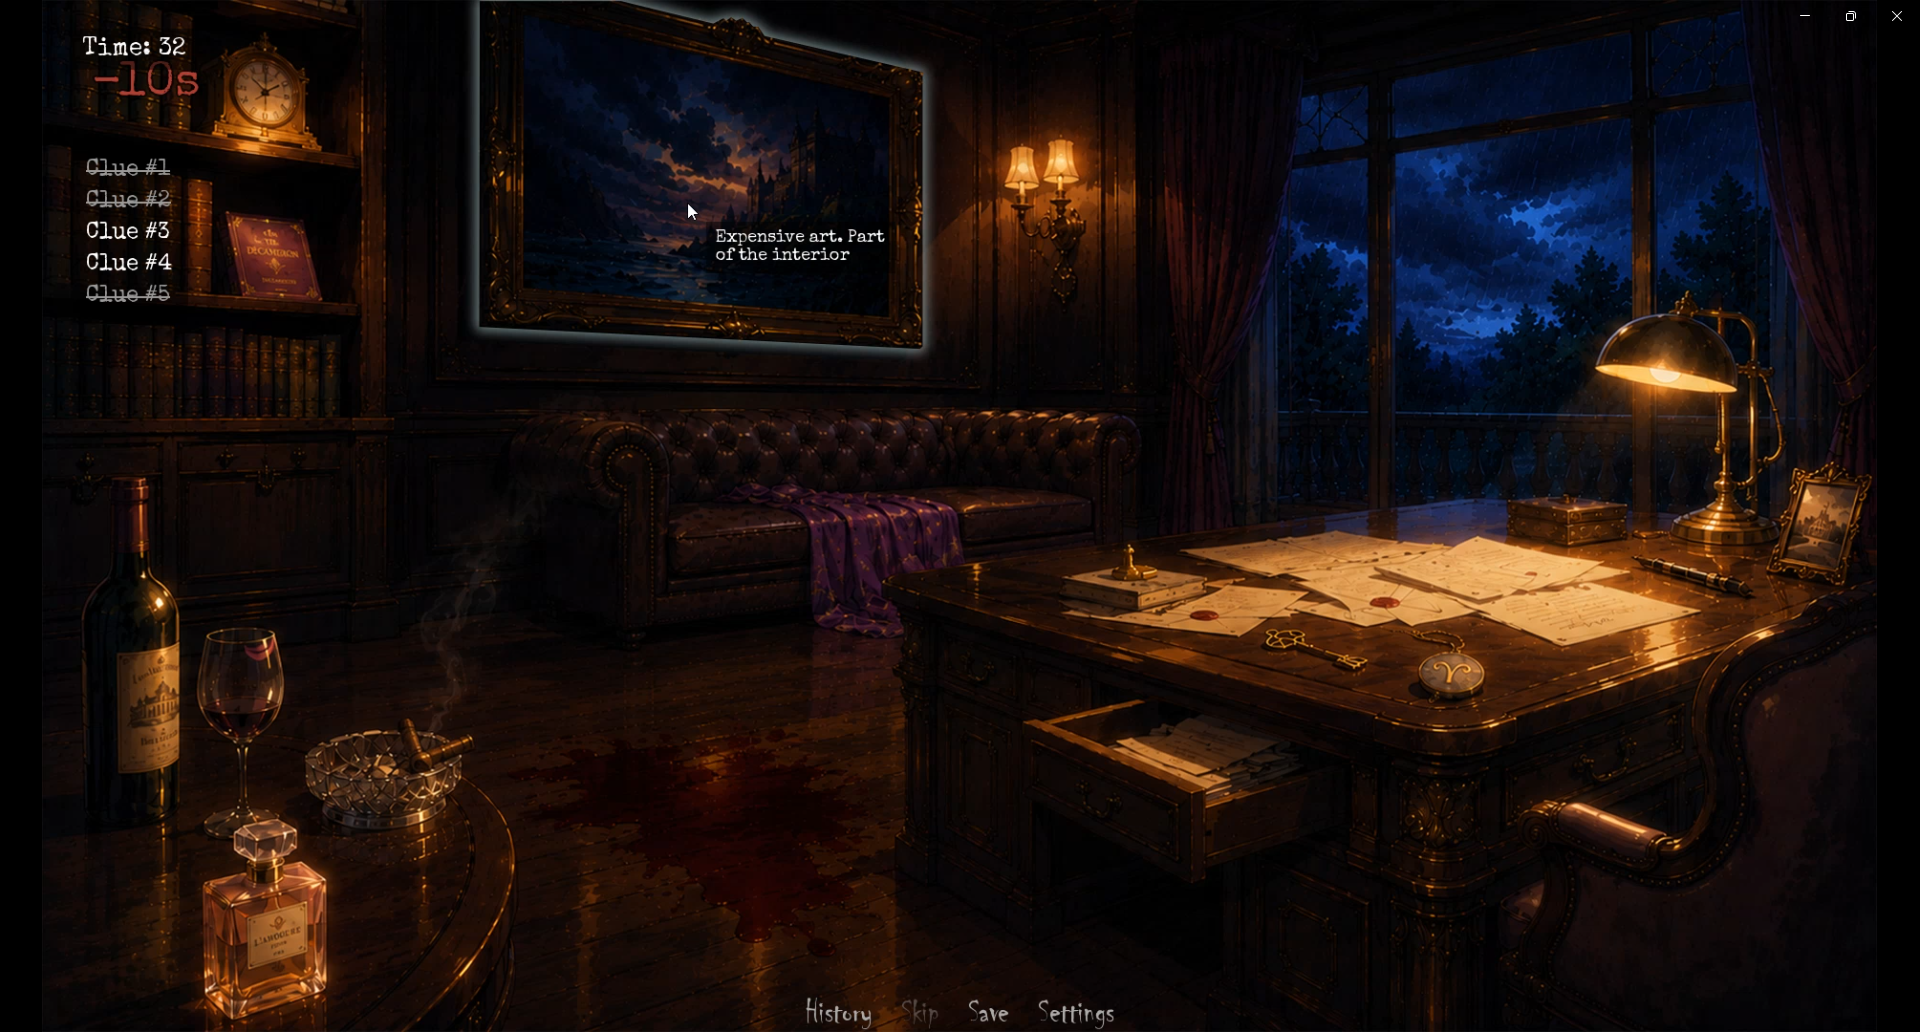 Time: 32
-10s
Clue #1
Clue #2
Clue #3
Clue #4
Clue #5
DECAMERON
Expensive art. Part
of the interior
History Skip Save Settings